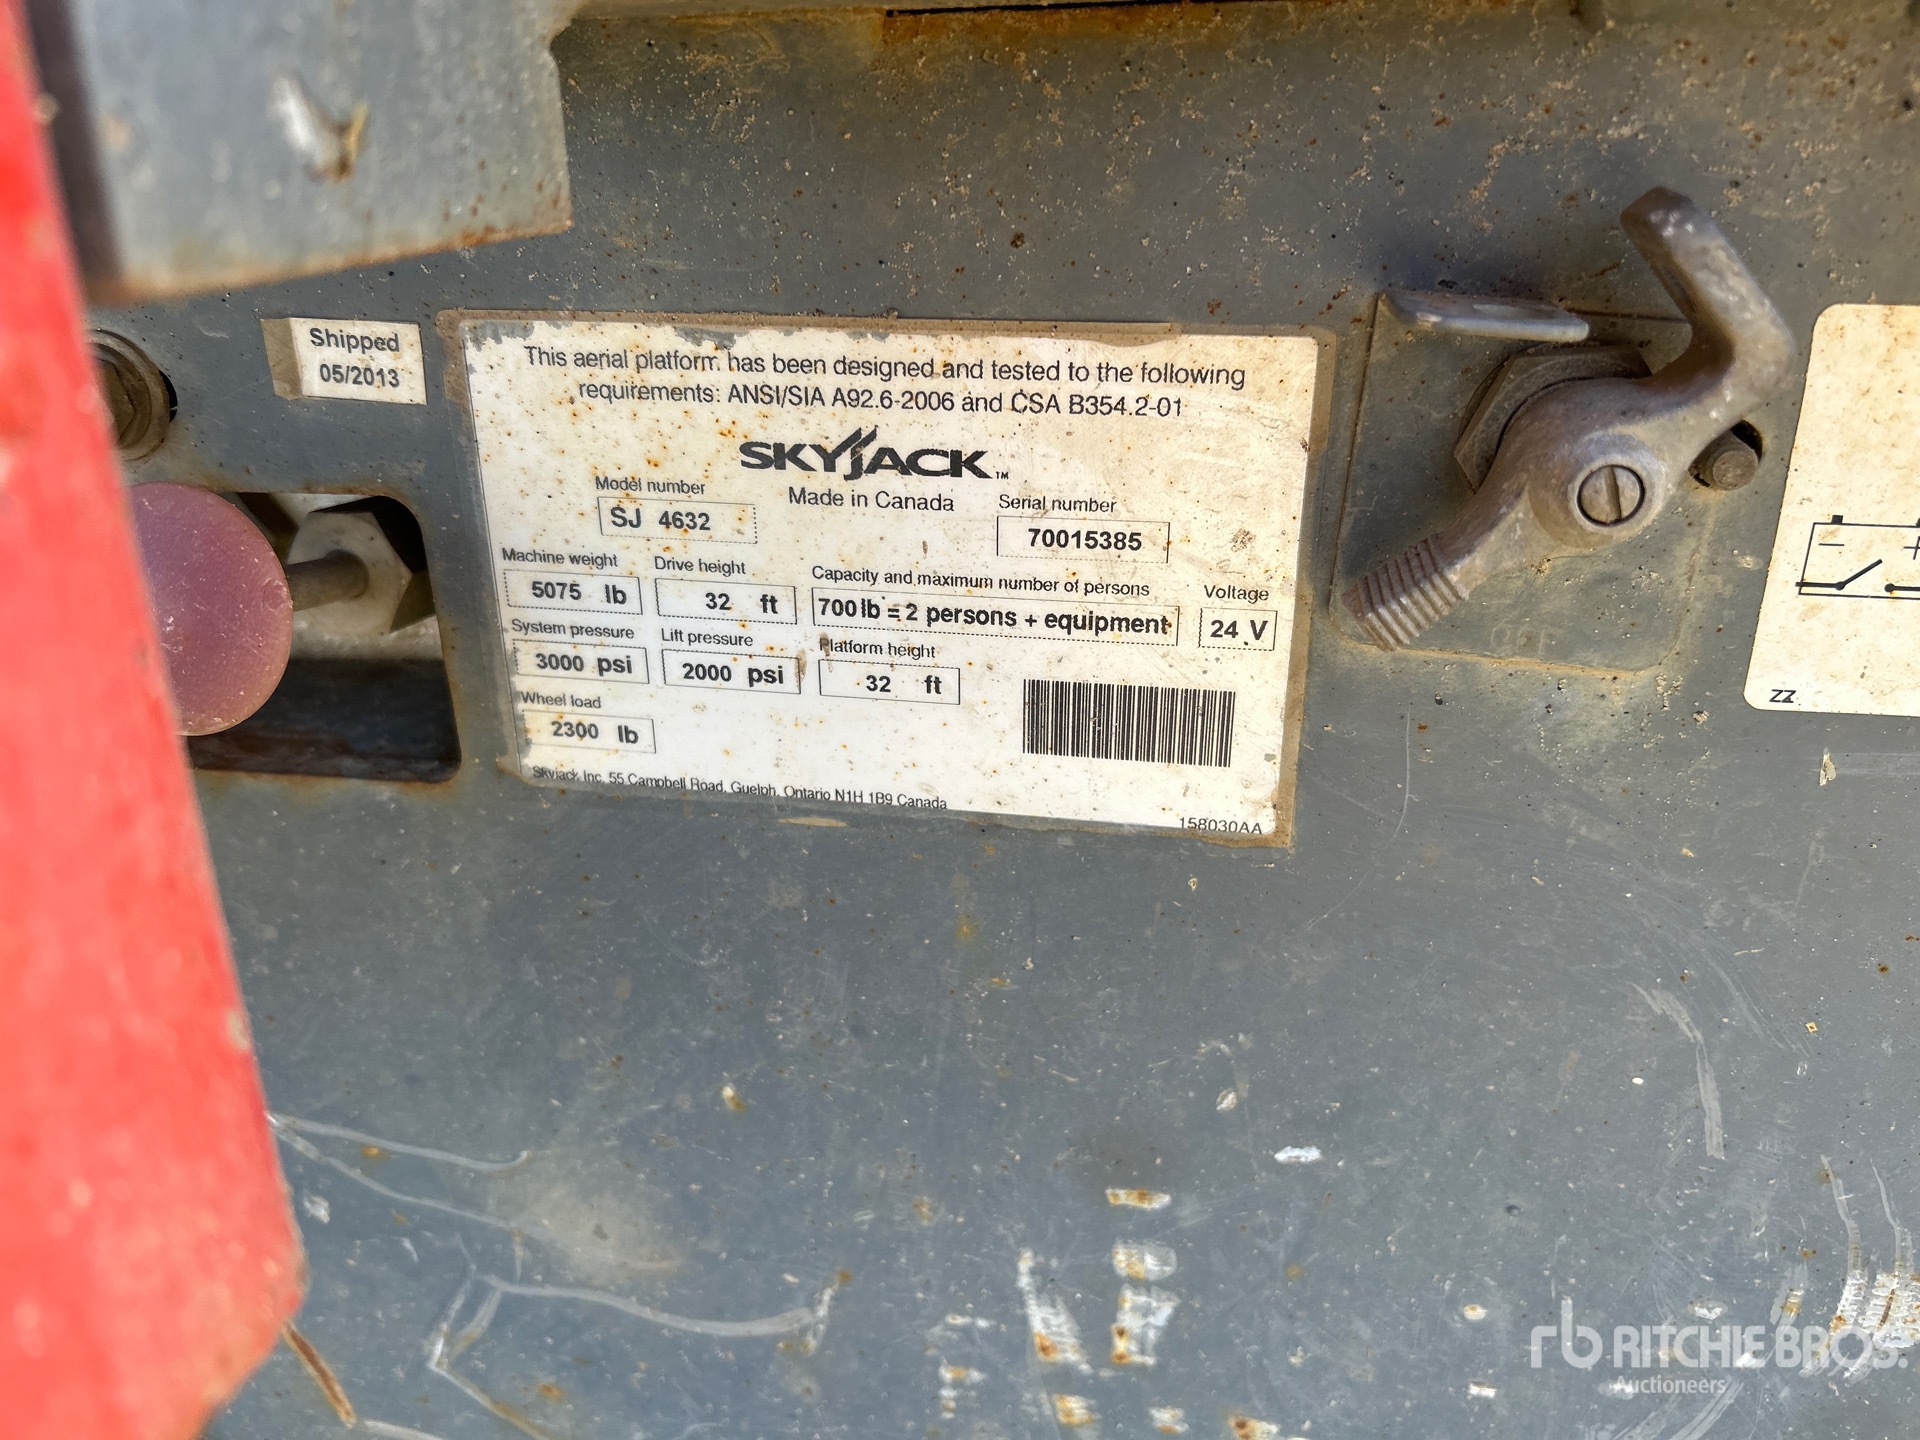 Shipped
05/2013
This aerial platform has been designed and tested to the following
requirements: ANSI/SIA A92.6-2006 and CSA B354.2-01
SKYJACK™
Made in Canada
Model number
SJ 4632
Serial number
70015385
Machine weight
5075 lb
Drive height
32 ft
Capacity and maximum number of persons
700 lb = 2 persons + equipment
Voltage
24 V
System pressure
3000 psi
Lift pressure
2000 psi
Platform height
32 ft
Wheel load
2300 lb
Skyjack Inc. 55 Campbell Road, Guelph, Ontario N1H 1B9 Canada
158030AA
− +
ZZ
rb RITCHIE BROS.
Auctioneers